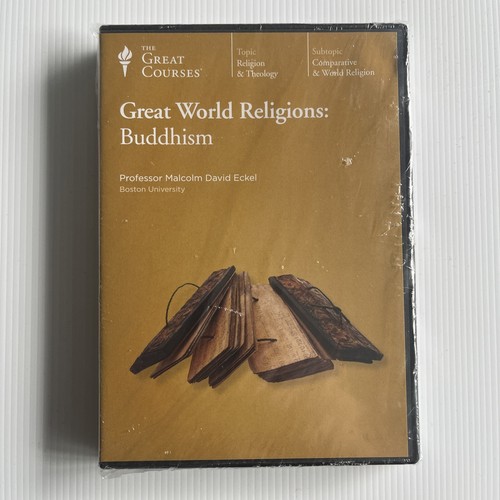 THE
GREAT
COURSES®
Topic
Religion
& Theology
Subtopic
Comparative
& World Religion
Great World Religions:
Buddhism
Professor Malcolm David Eckel
Boston University